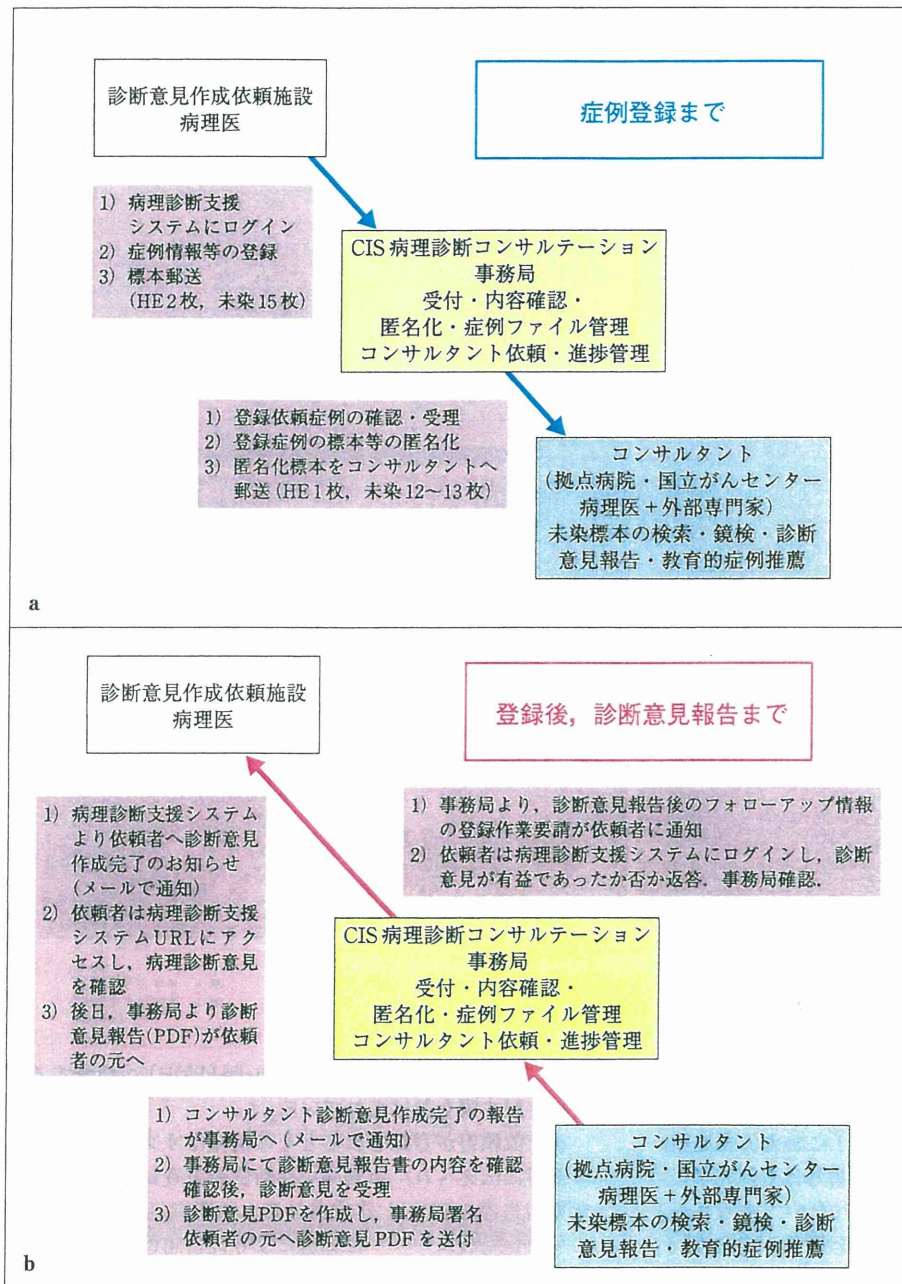 診断意見作成依頼施設
病理医
症例登録まで
1) 病理診断支援
システムにログイン
2) 症例情報等の登録
3) 標本郵送
(HE2枚，未染15枚)
CIS病理診断コンサルテーション
事務局
受付・内容確認・
匿名化・症例ファイル管理
コンサルタント依頼・進捗管理
1) 登録依頼症例の確認・受理
2) 登録症例の標本等の匿名化
3) 匿名化標本をコンサルタントへ
郵送(HE1枚，未染12〜13枚)
コンサルタント
(拠点病院・国立がんセンター
病理医＋外部専門家)
未染標本の検索・鏡検・診断
意見報告・教育的症例推薦
a
診断意見作成依頼施設
病理医
登録後，診断意見報告まで
1) 病理診断支援システム
より依頼者へ診断意見
作成完了のお知らせ
(メールで通知)
2) 依頼者は病理診断支援
システムURLにアク
セスし，病理診断意見
を確認
3) 後日，事務局より診断
意見報告(PDF)が依頼
者の元へ
1) 事務局より，診断意見報告後のフォローアップ情報
の登録作業要請が依頼者に通知
2) 依頼者は病理診断支援システムにログインし，診断
意見が有益であったか否か返答．事務局確認．
CIS病理診断コンサルテーション
事務局
受付・内容確認・
匿名化・症例ファイル管理
コンサルタント依頼・進捗管理
1) コンサルタント診断意見作成完了の報告
が事務局へ(メールで通知)
2) 事務局にて診断意見報告書の内容を確認
確認後，診断意見を受理
3) 診断意見PDFを作成し，事務局署名
依頼者の元へ診断意見PDFを送付
コンサルタント
(拠点病院・国立がんセンター
病理医＋外部専門家)
未染標本の検索・鏡検・診断
意見報告・教育的症例推薦
b